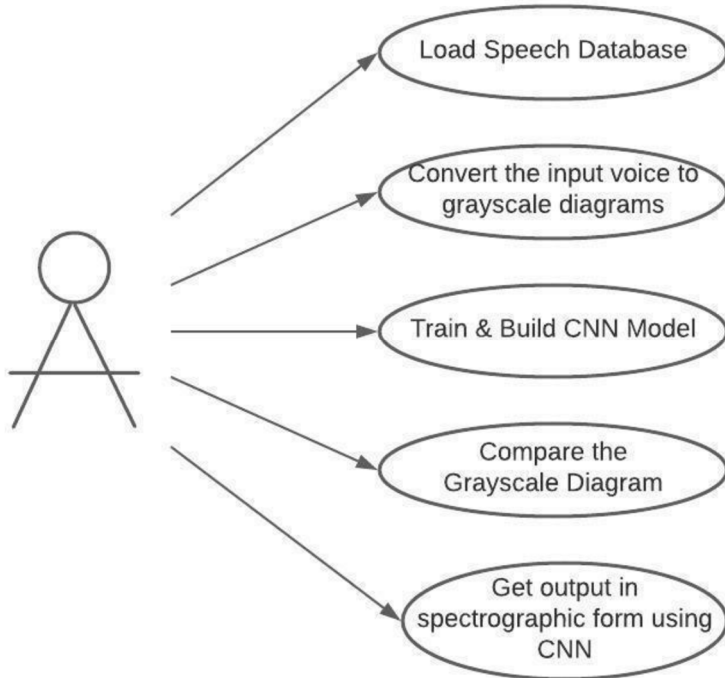 Load Speech Database
Convert the input voice to
grayscale diagrams
Train & Build CNN Model
Compare the
Grayscale Diagram
Get output in
spectrographic form using
CNN